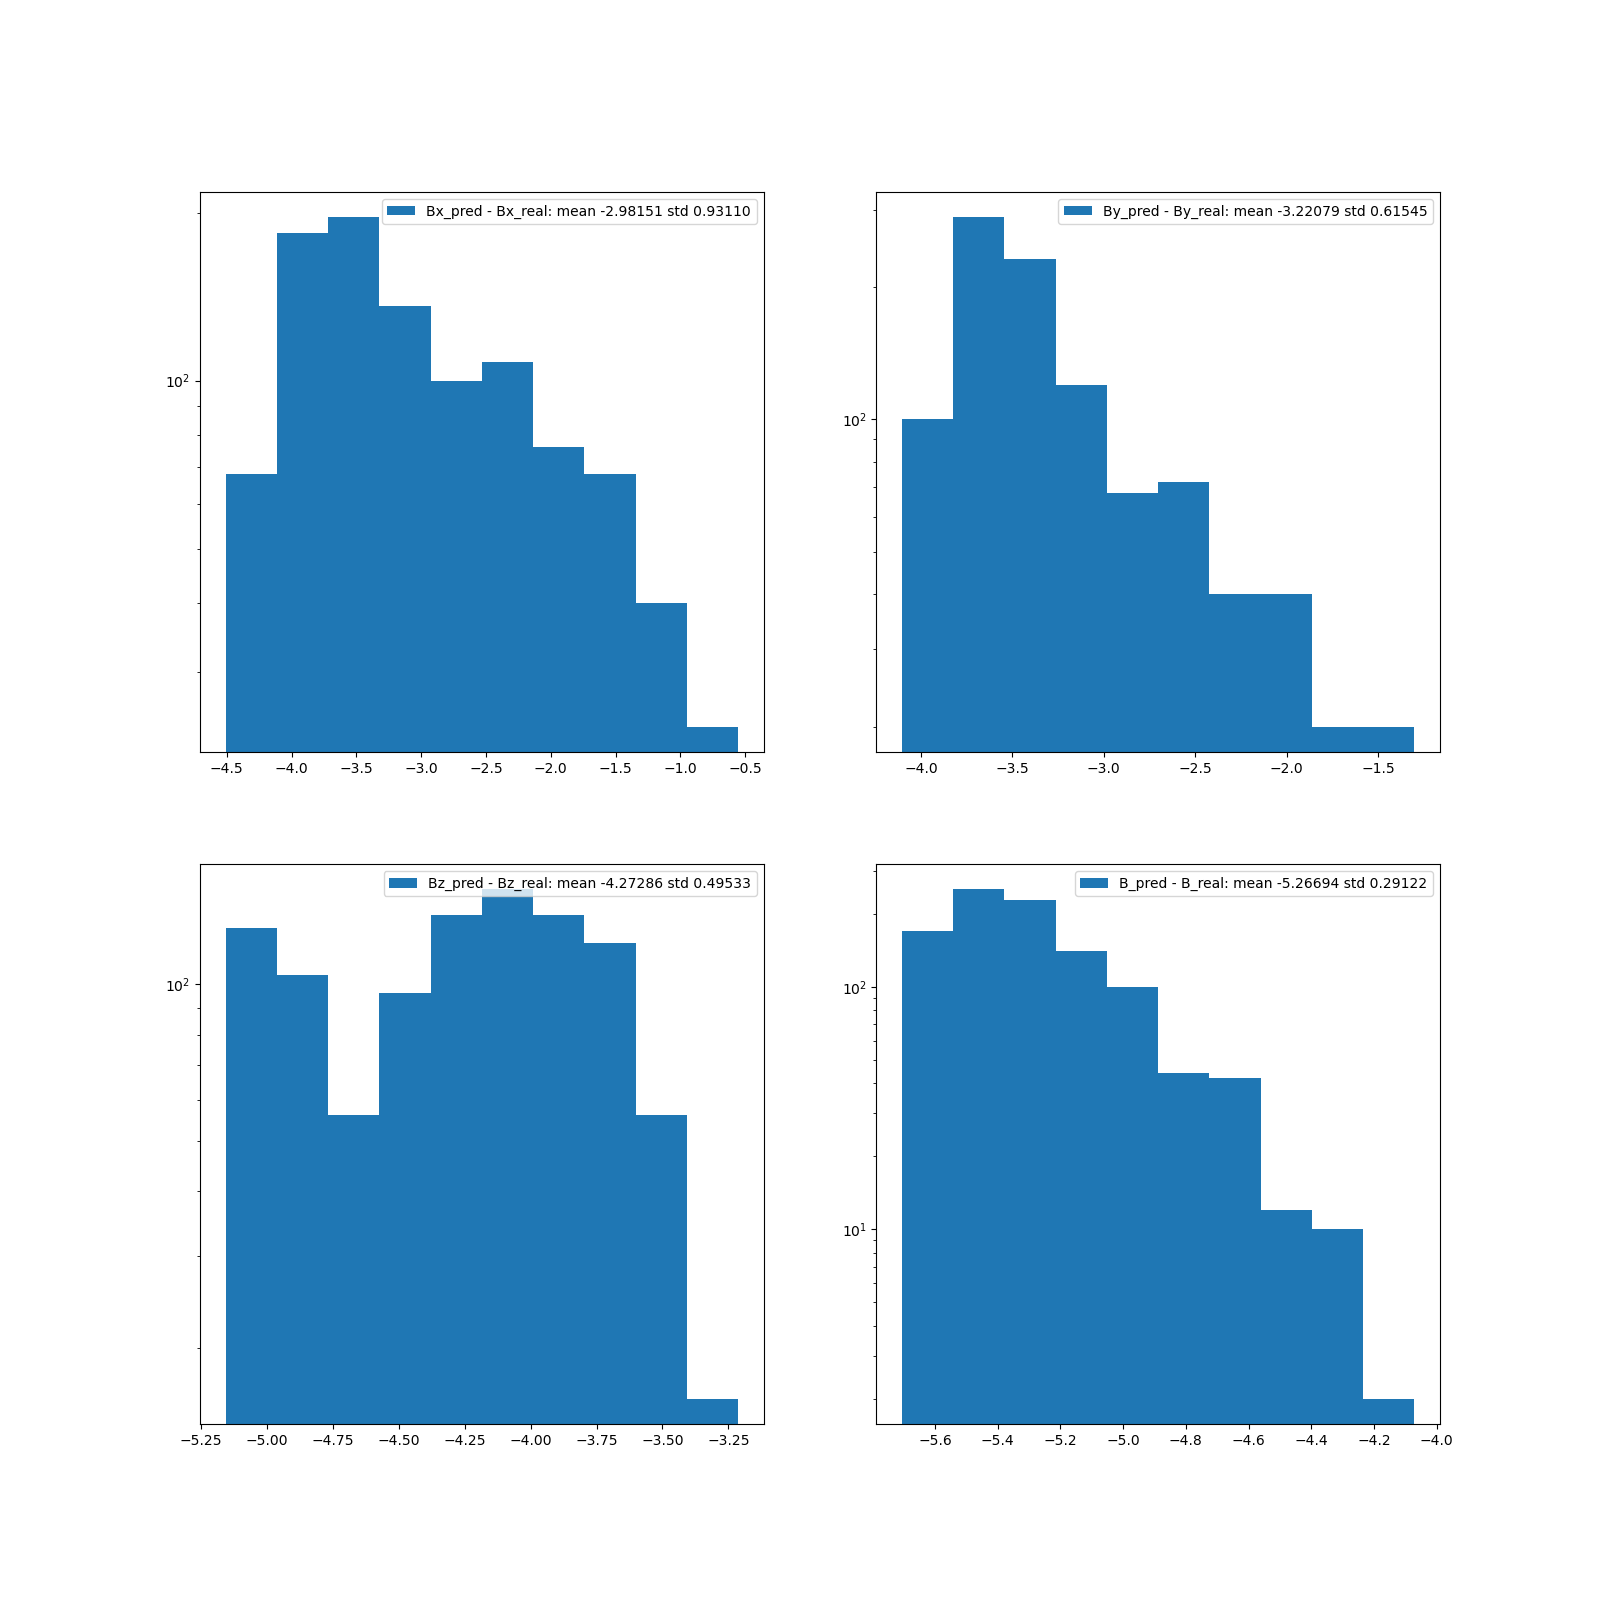 Bx_pred - Bx_real: mean -2.98151 std 0.93110
10²
−4.5 −4.0 −3.5 −3.0 −2.5 −2.0 −1.5 −1.0 −0.5
By_pred - By_real: mean -3.22079 std 0.61545
10²
−4.0 −3.5 −3.0 −2.5 −2.0 −1.5
Bz_pred - Bz_real: mean -4.27286 std 0.49533
10²
−5.25 −5.00 −4.75 −4.50 −4.25 −4.00 −3.75 −3.50 −3.25
B_pred - B_real: mean -5.26694 std 0.29122
10²
10¹
−5.6 −5.4 −5.2 −5.0 −4.8 −4.6 −4.4 −4.2 −4.0